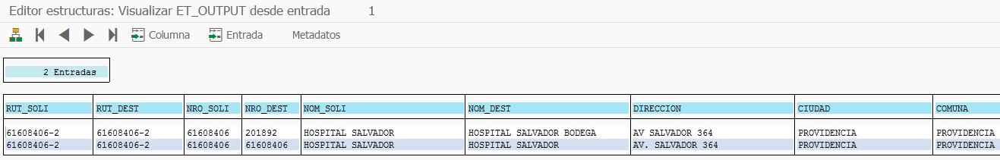 Editor estructuras: Visualizar ET_OUTPUT desde entrada 1
Columna Entrada Metadatos
2 Entradas
RUT_SOLI RUT_DEST NRO_SOLI NRO_DEST NOM_SOLI NOM_DEST DIRECCION CIUDAD COMUNA
61608406-2 61608406-2 61608406 201892 HOSPITAL SALVADOR HOSPITAL SALVADOR BODEGA AV SALVADOR 364 PROVIDENCIA PROVIDENCIA
61608406-2 61608406-2 61608406 61608406 HOSPITAL SALVADOR HOSPITAL SALVADOR AV. SALVADOR 364 PROVIDENCIA PROVIDENCIA